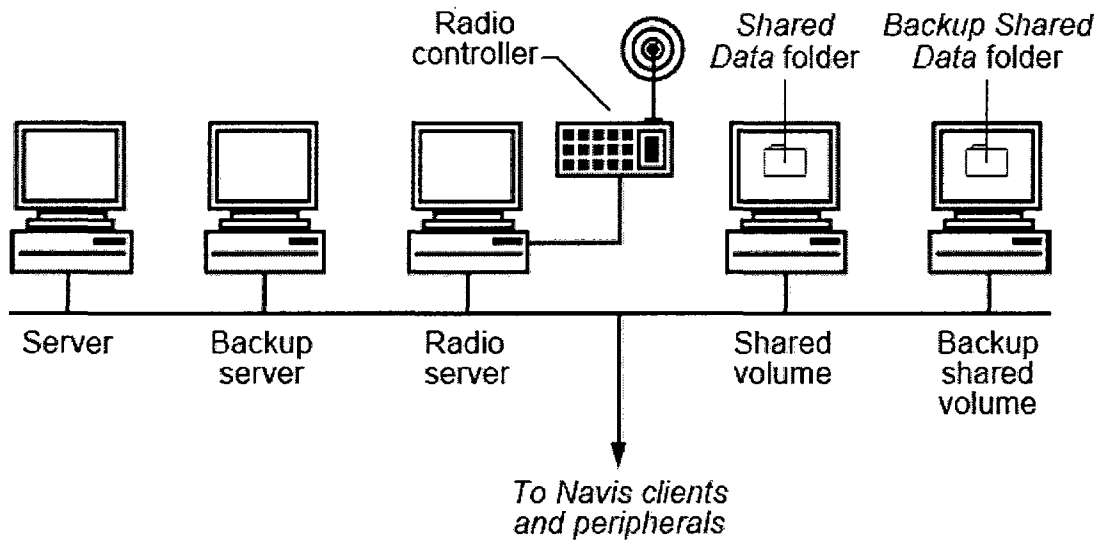 Radio
controller
Shared
Data folder
Backup Shared
Data folder
Server
Backup
server
Radio
server
Shared
volume
Backup
shared
volume
To Navis clients
and peripherals